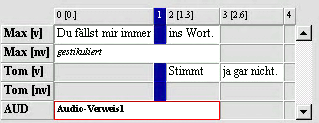 0 [0.] 1 2 [1.3] 3 [2.6] 4
Max [v] Du fällst mir immer ins Wort.
Max [nv] gestikuliert
Tom [v] Stimmt ja gar nicht.
Tom [nv]
AUD Audio-Verweis1